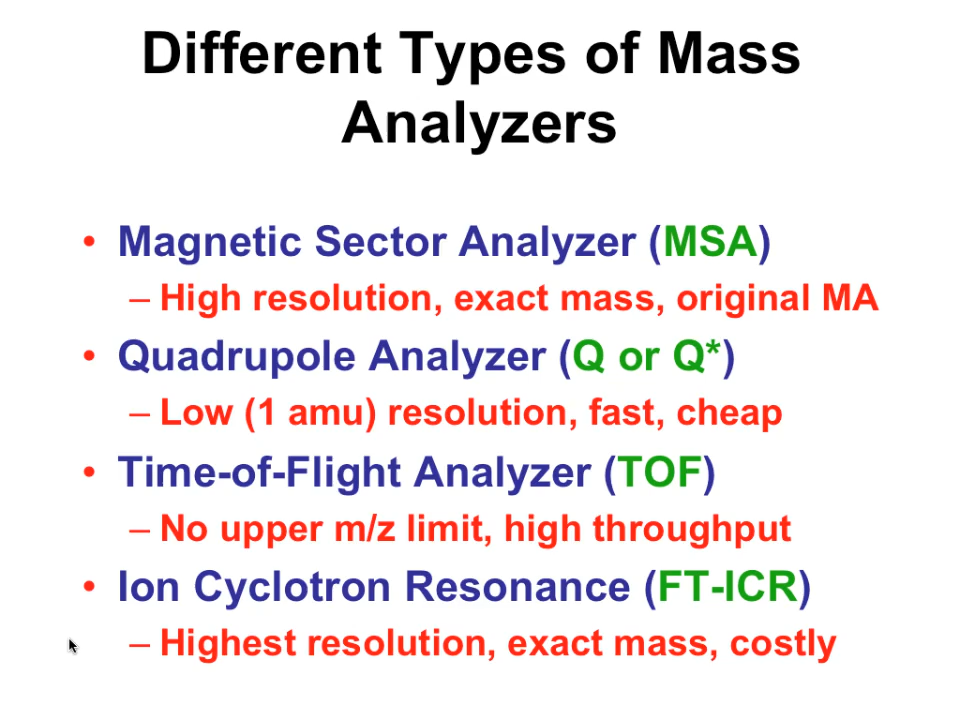 Different Types of Mass
Analyzers
• Magnetic Sector Analyzer (MSA)
– High resolution, exact mass, original MA
• Quadrupole Analyzer (Q or Q*)
– Low (1 amu) resolution, fast, cheap
• Time-of-Flight Analyzer (TOF)
– No upper m/z limit, high throughput
• Ion Cyclotron Resonance (FT-ICR)
– Highest resolution, exact mass, costly